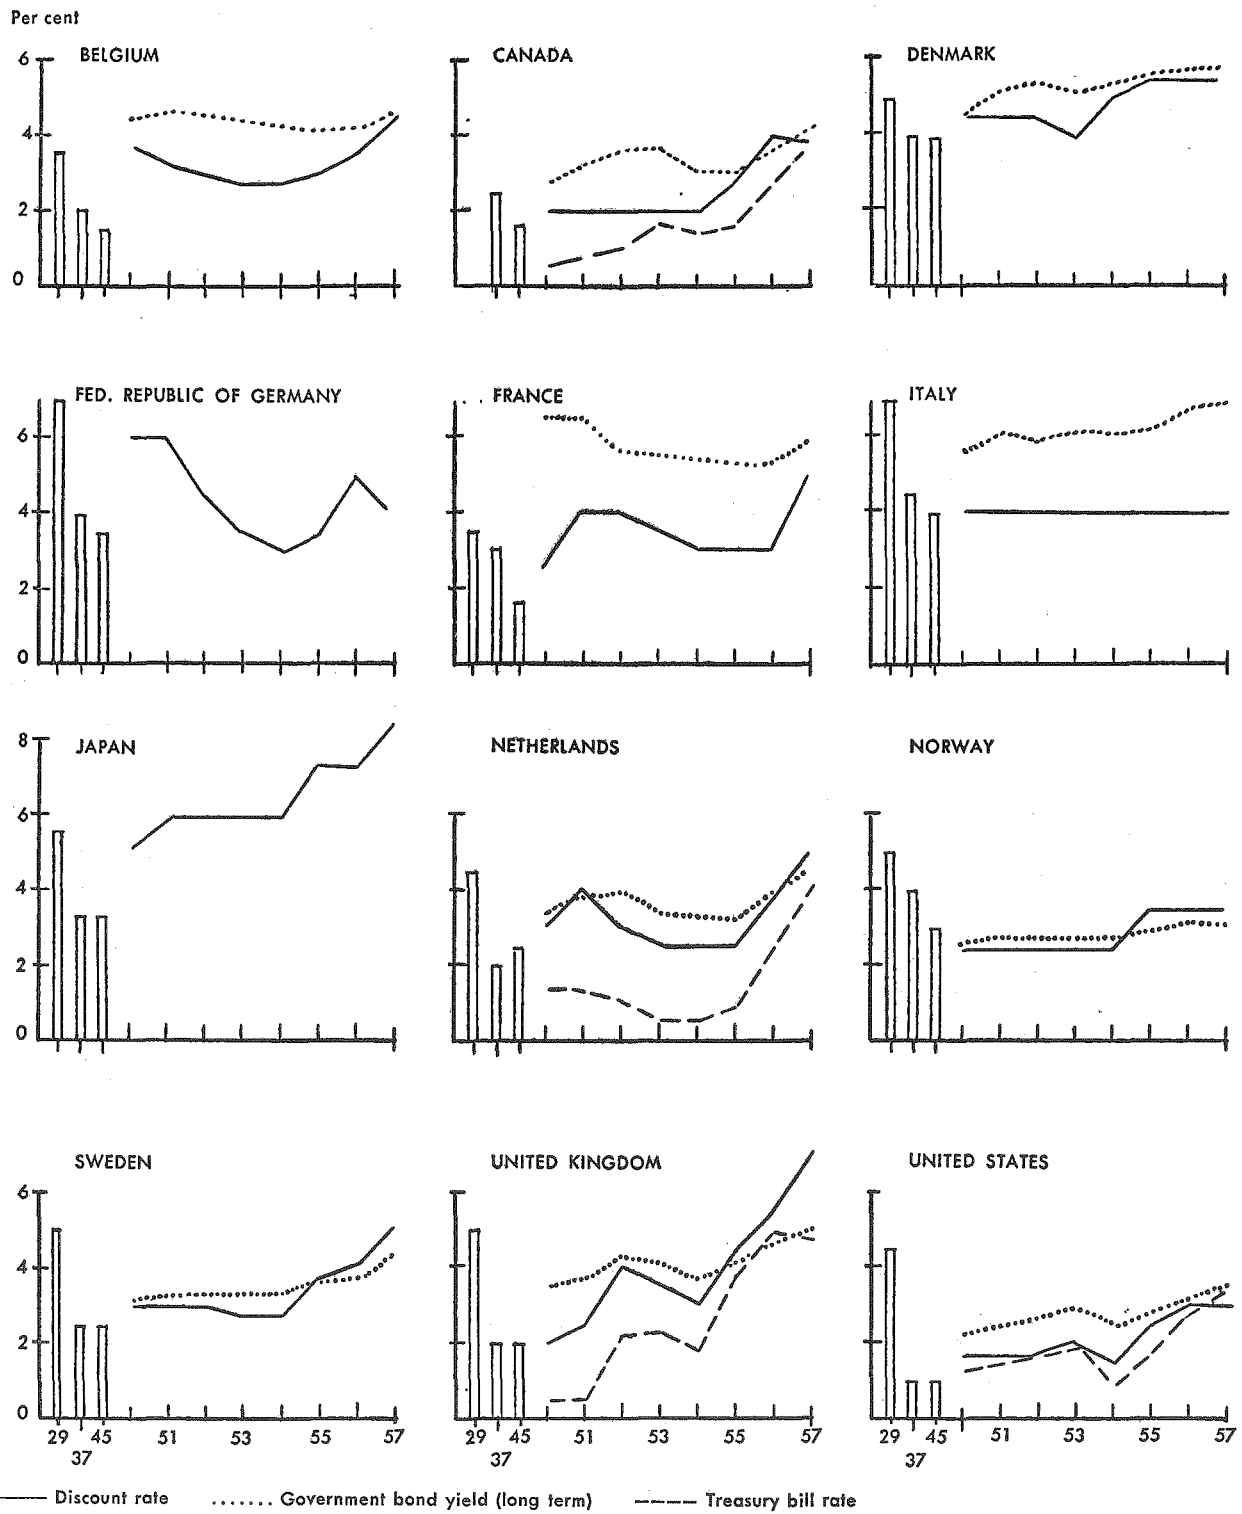 Per cent
BELGIUM CANADA DENMARK
6
4
2
0
FED. REPUBLIC OF GERMANY FRANCE ITALY
6
4
2
0
JAPAN NETHERLANDS NORWAY
8
6
4
2
0
SWEDEN UNITED KINGDOM UNITED STATES
6
4
2
0
29 45 51 53 55 57 29 45 51 53 55 57 29 45 51 53 55 57
37 37 37
Discount rate Government bond yield (long term) Treasury bill rate